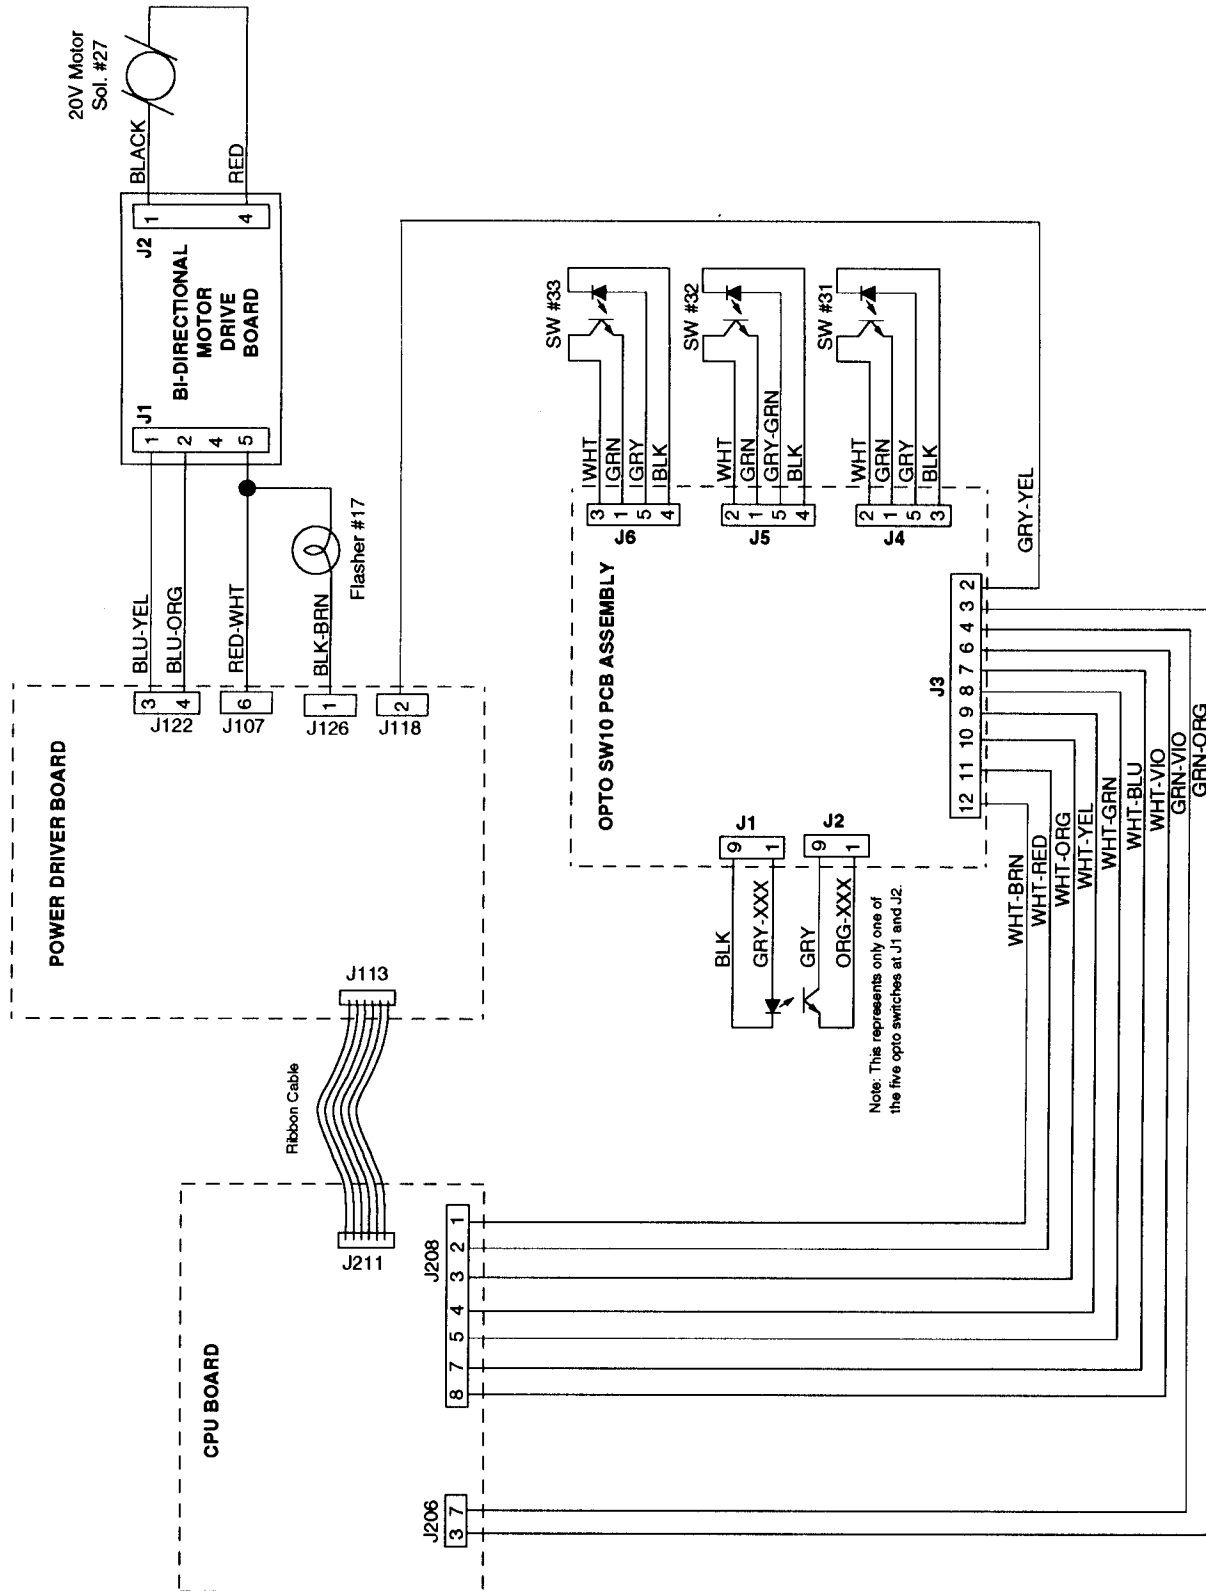 20V Motor
Sol. #27
BLACK
RED
J2
1
4
BI-DIRECTIONAL
MOTOR
DRIVE
BOARD
J1
1
2
4
5
BLU-YEL
BLU-ORG
RED-WHT
BLK-BRN
Flasher #17
POWER DRIVER BOARD
3
4
J122
6
J107
1
J126
2
J118
J113
Ribbon Cable
J211
CPU BOARD
J208
1
2
3
4
5
7
8
J206
7
3
OPTO SW10 PCB ASSEMBLY
SW #33
WHT
GRN
GRY
BLK
3
1
5
4
J6
SW #32
WHT
GRN
GRY-GRN
BLK
2
1
5
4
J5
SW #31
WHT
GRN
GRY
BLK
2
1
5
3
J4
GRY-YEL
J3
2
3
4
6
7
8
9
10
11
12
J1
9
1
J2
9
1
BLK
GRY-XXX
GRY
ORG-XXX
Note: This represents only one of
the five opto switches at J1 and J2.
WHT-BRN
WHT-RED
WHT-ORG
WHT-YEL
WHT-GRN
WHT-BLU
WHT-VIO
GRN-VIO
GRN-ORG